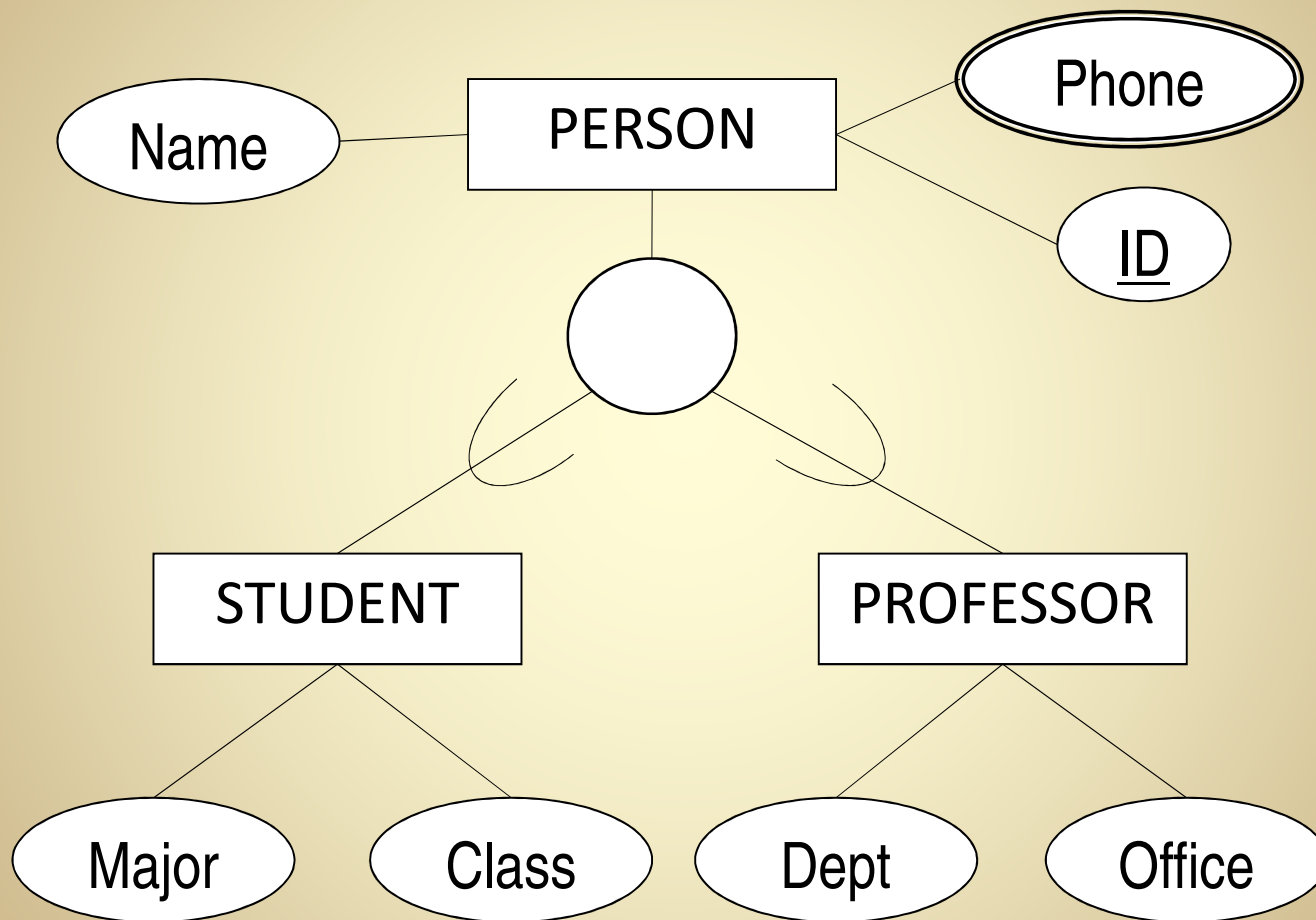 Phone
PERSON
Name
ID
STUDENT
PROFESSOR
Major
Class
Dept
Office